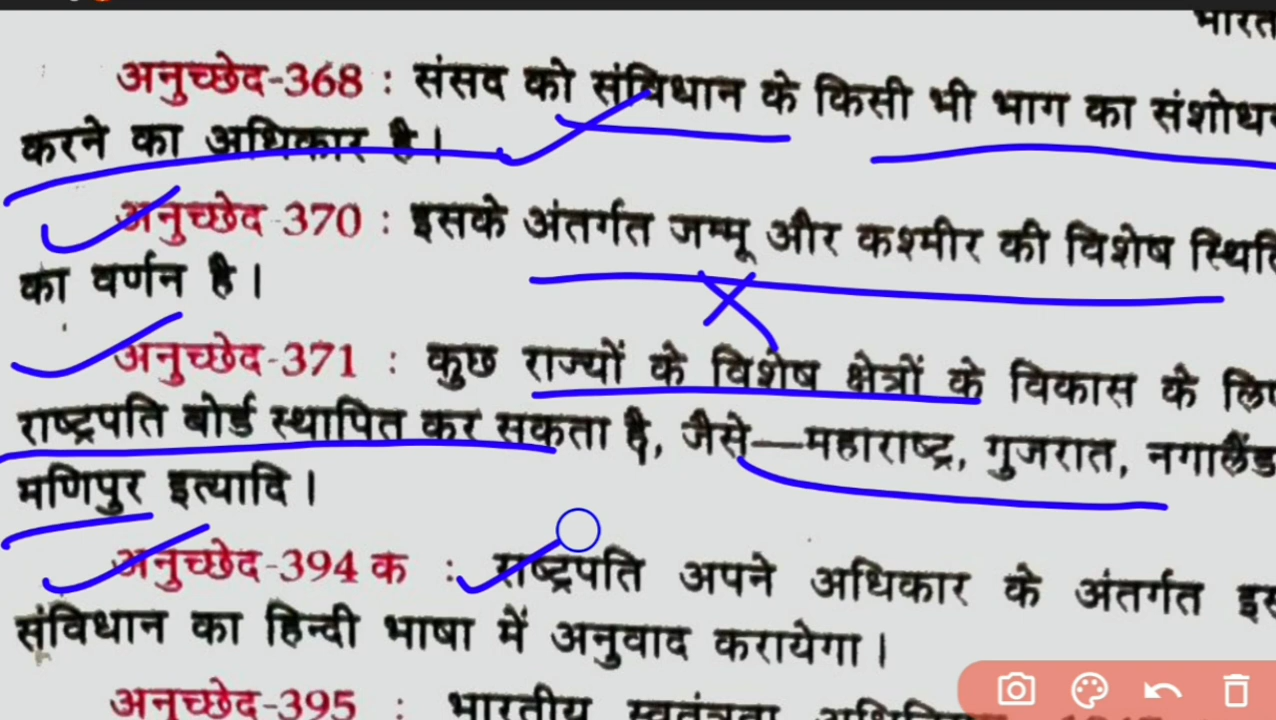 भारत
अनुच्छेद-368 : संसद को संविधान के किसी भी भाग का संशोधन
करने का अधिकार है।
अनुच्छेद-370 : इसके अंतर्गत जम्मू और कश्मीर की विशेष स्थिति
का वर्णन है।
अनुच्छेद-371 : कुछ राज्यों के विशेष क्षेत्रों के विकास के लिए
राष्ट्रपति बोर्ड स्थापित कर सकता है, जैसे—महाराष्ट्र, गुजरात, नगालैंड
मणिपुर इत्यादि।
अनुच्छेद-394 क : राष्ट्रपति अपने अधिकार के अंतर्गत इस
संविधान का हिन्दी भाषा में अनुवाद करायेगा।
अनुच्छेद-395 : भारतीय स्वतंत्रता